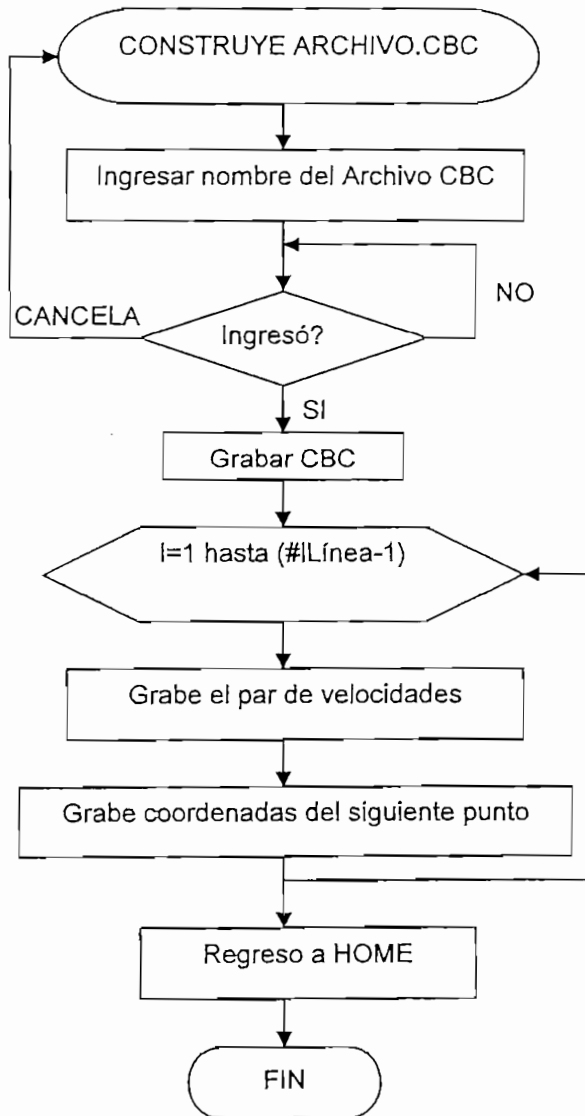 CONSTRUYE ARCHIVO.CBC
Ingresar nombre del Archivo CBC
NO
CANCELA
Ingresó?
SI
Grabar CBC
I=1 hasta (#lLínea-1)
Grabe el par de velocidades
Grabe coordenadas del siguiente punto
Regreso a HOME
FIN